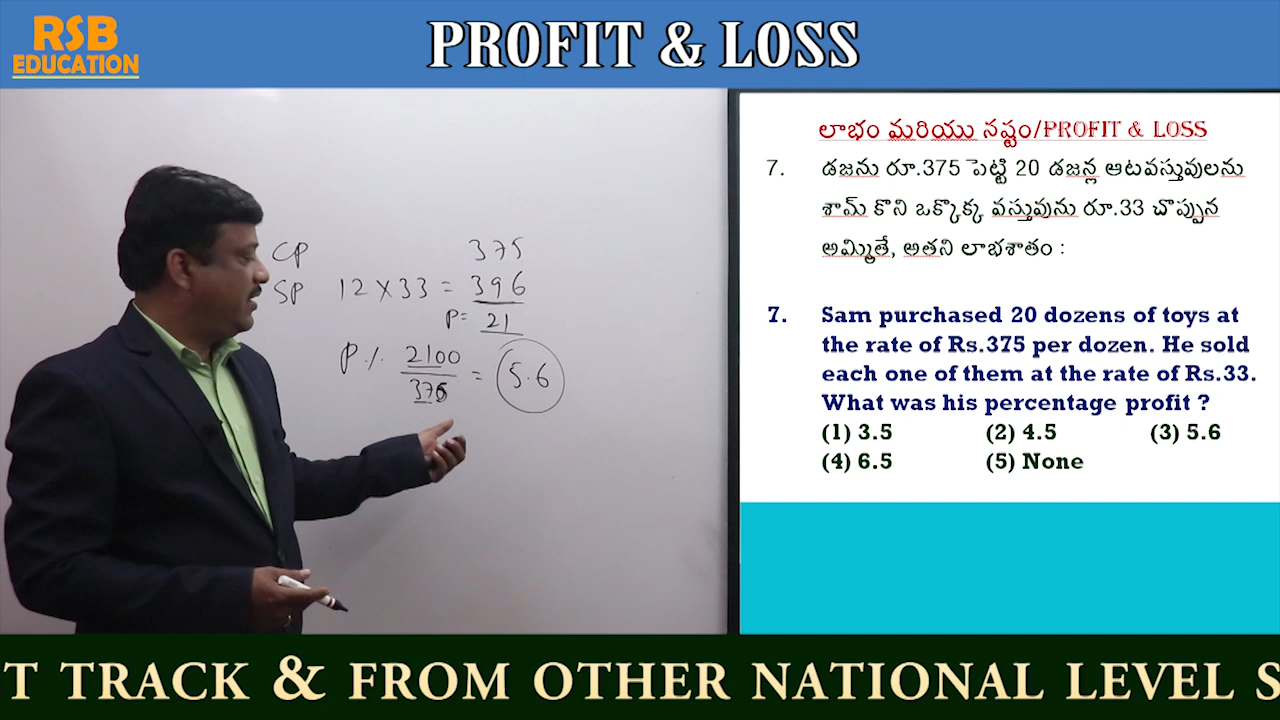 RSB
EDUCATION
PROFIT & LOSS
CP 375
SP 12 × 33 = 396
P = 21
P % 2100 / 375 = 5.6
లాభం మరియు నష్టం/PROFIT & LOSS
7. డజను రూ.375 పెట్టి 20 డజన్ల ఆటవస్తువులను
శామ్ కొని ఒక్కొక్క వస్తువును రూ.33 చొప్పున
అమ్మితే, అతని లాభశాతం :
7. Sam purchased 20 dozens of toys at
the rate of Rs.375 per dozen. He sold
each one of them at the rate of Rs.33.
What was his percentage profit ?
(1) 3.5 (2) 4.5 (3) 5.6
(4) 6.5 (5) None
T TRACK & FROM OTHER NATIONAL LEVEL S